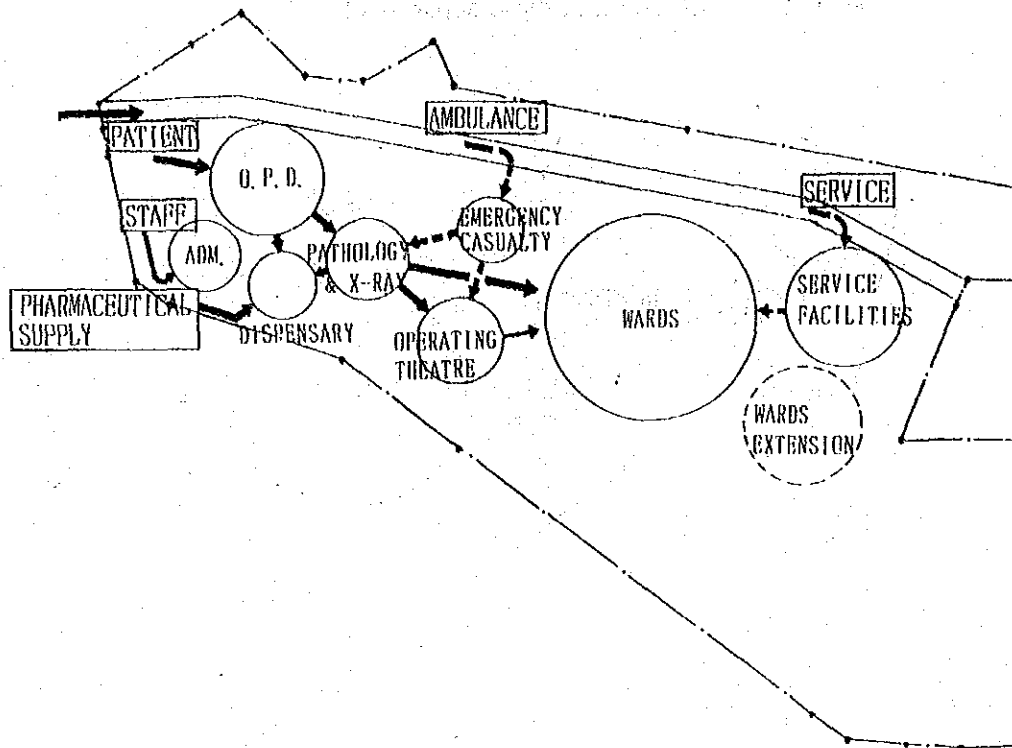 AMBULANCE
PATIENT
O. P. D.
SERVICE
STAFF
EMERGENCY
CASUALTY
ADM.
PATHOLOGY
& X-RAY
SERVICE
FACILITIES
PHARMACEUTICAL
SUPPLY
DISPENSARY
OPERATING
THEATRE
WARDS
WARDS
EXTENSION